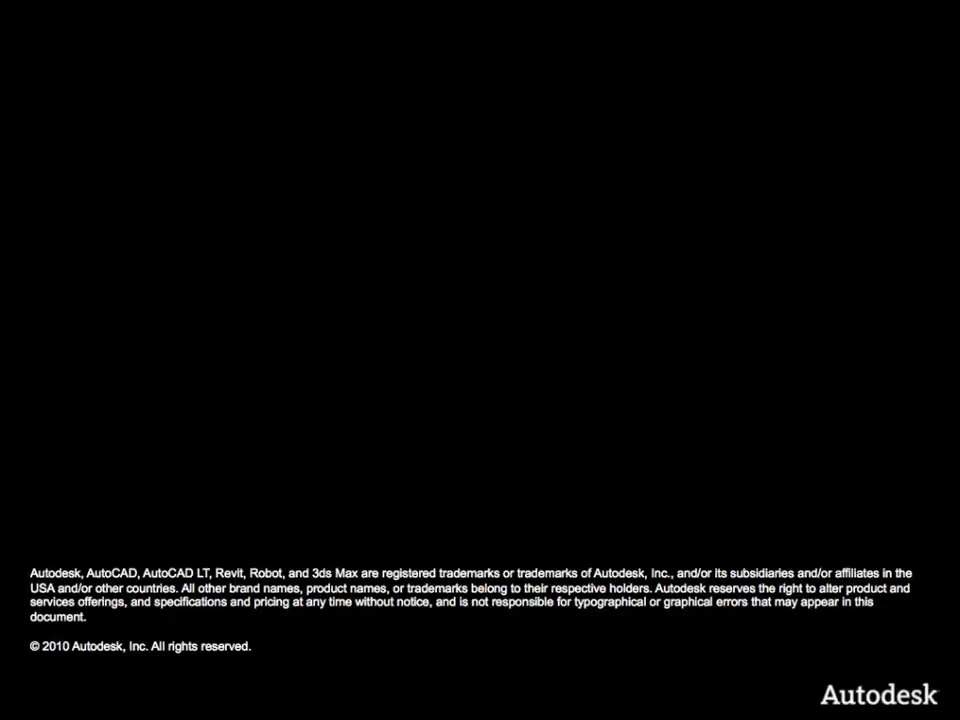 Autodesk, AutoCAD, AutoCAD LT, Revit, Robot, and 3ds Max are registered trademarks or trademarks of Autodesk, Inc., and/or its subsidiaries and/or affiliates in the
USA and/or other countries. All other brand names, product names, or trademarks belong to their respective holders. Autodesk reserves the right to alter product and
services offerings, and specifications and pricing at any time without notice, and is not responsible for typographical or graphical errors that may appear in this
document.
© 2010 Autodesk, Inc. All rights reserved.
Autodesk